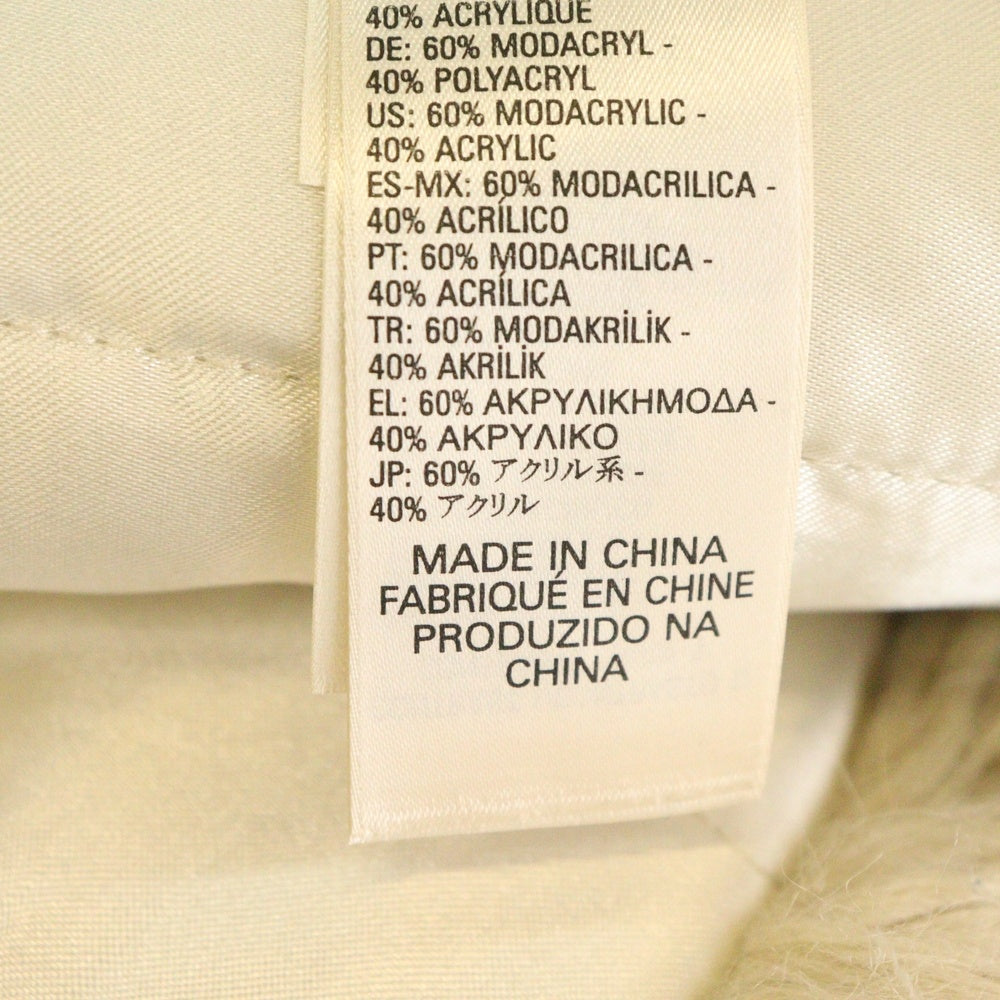 40% ACRYLIQUE
DE: 60% MODACRYL -
40% POLYACRYL
US: 60% MODACRYLIC -
40% ACRYLIC
ES-MX: 60% MODACRILICA -
40% ACRÍLICO
PT: 60% MODACRILICA -
40% ACRÍLICA
TR: 60% MODAKRİLİK -
40% AKRİLİK
EL: 60% ΑΚΡΥΛΙΚΗΜΟΔΑ -
40% ΑΚΡΥΛΙΚΟ
JP: 60% アクリル系 -
40% アクリル
MADE IN CHINA
FABRIQUÉ EN CHINE
PRODUZIDO NA
CHINA